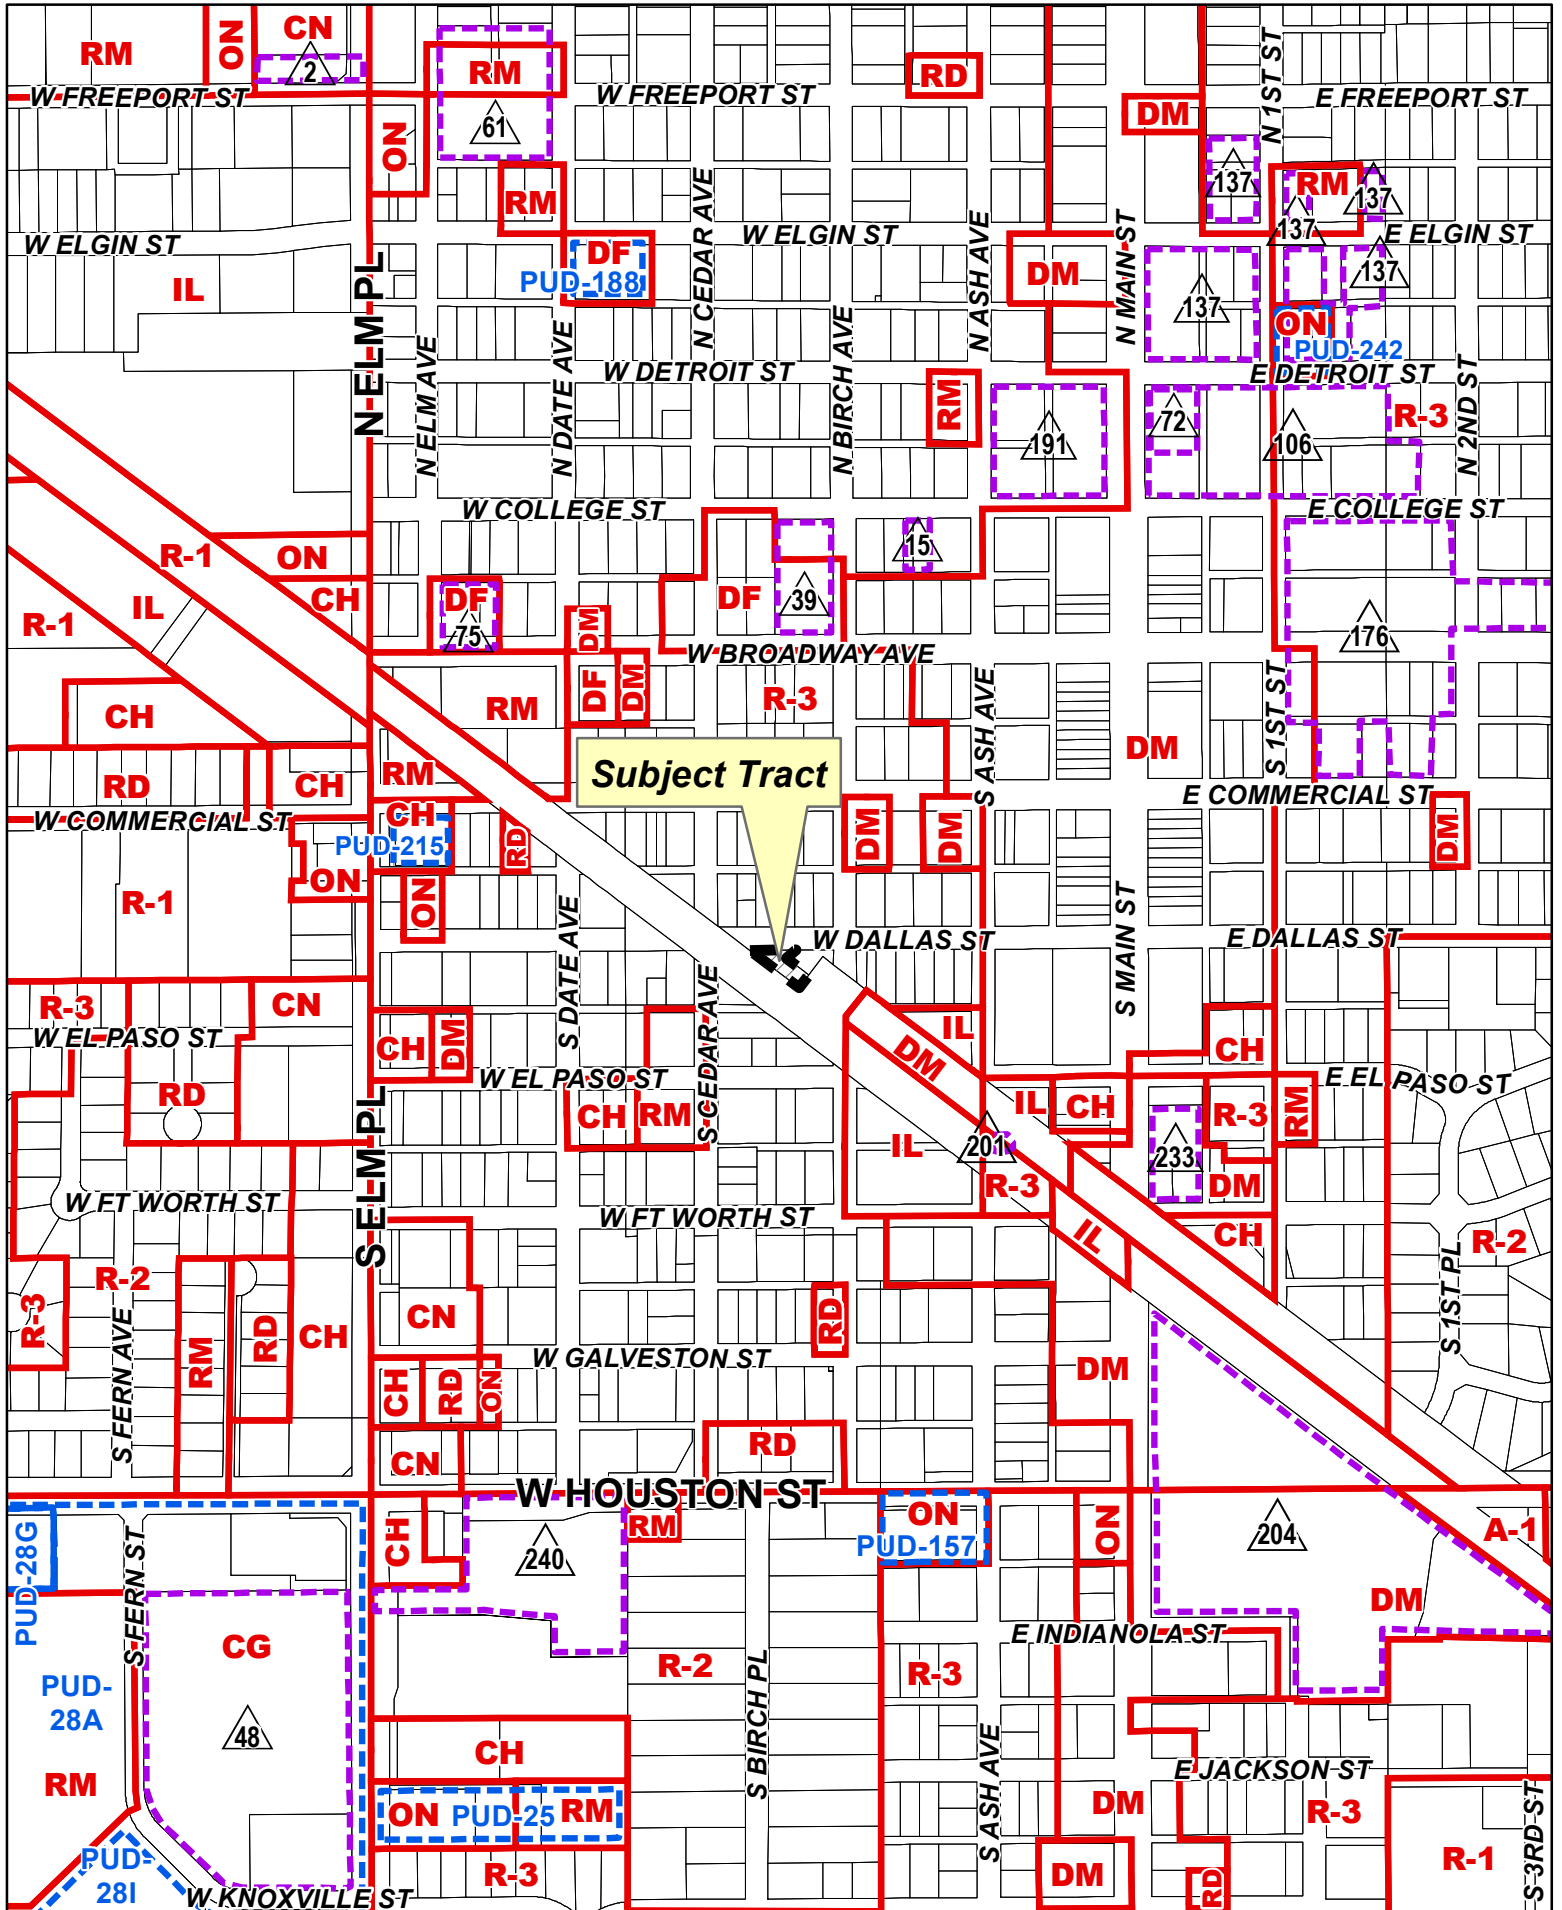 RM
ON
CN
2
W FREEPORT ST
RM
61
W FREEPORT ST
RD
DM
N 1ST ST
E FREEPORT ST
ON
RM
N CEDAR AVE
137
RM
137
137
W ELGIN ST
W ELGIN ST
N ASH AVE
N MAIN ST
E ELGIN ST
IL
DF
PUD-188
DM
137
137
N ELM PL
N ELM AVE
N DATE AVE
W DETROIT ST
N BIRCH AVE
ON
PUD-242
E DETROIT ST
RM
72
R-3
N 2ND ST
191
106
W COLLEGE ST
E COLLEGE ST
R-1
ON
15
IL
CH
DF
75
DM
DF
39
R-1
176
W BROADWAY AVE
CH
RM
DF
DM
R-3
S ASH AVE
DM
S 1ST ST
RD
CH
RM
Subject Tract
W COMMERCIAL ST
CH
PUD-215
RD
DM
DM
E COMMERCIAL ST
DM
R-1
ON
ON
S DATE AVE
W DALLAS ST
S MAIN ST
E DALLAS ST
R-3
CN
W EL PASO ST
CH
DM
S CEDAR AVE
IL
DM
CH
RD
W EL PASO ST
E EL PASO ST
CH
RM
IL
CH
R-3
RM
S ELM PL
IL
201
233
R-3
DM
W FT WORTH ST
W FT WORTH ST
IL
CH
R-2
R-2
R-3
S FERN AVE
RM
RD
CH
CN
RD
S 1ST PL
W GALVESTON ST
CH
RD
ON
DM
CN
RD
W HOUSTON ST
PUD-28G
S FERN ST
CH
240
RM
ON
PUD-157
ON
204
A-1
DM
CG
E INDIANOLA ST
R-2
S BIRCH PL
R-3
PUD-
28A
48
CH
S ASH AVE
E JACKSON ST
RM
ON
PUD-25
RM
DM
R-3
S 3RD ST
PUD-
28I
R-3
DM
RD
R-1
W KNOXVILLE ST